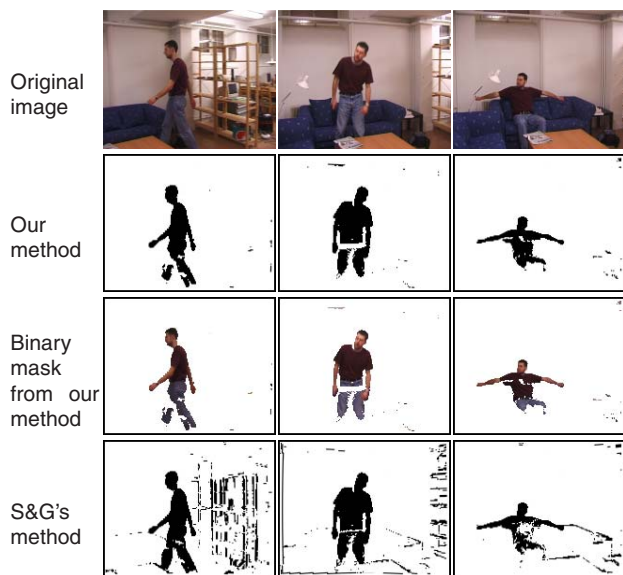 Original
image
Our
method
Binary
mask
from our
method
S&G's
method